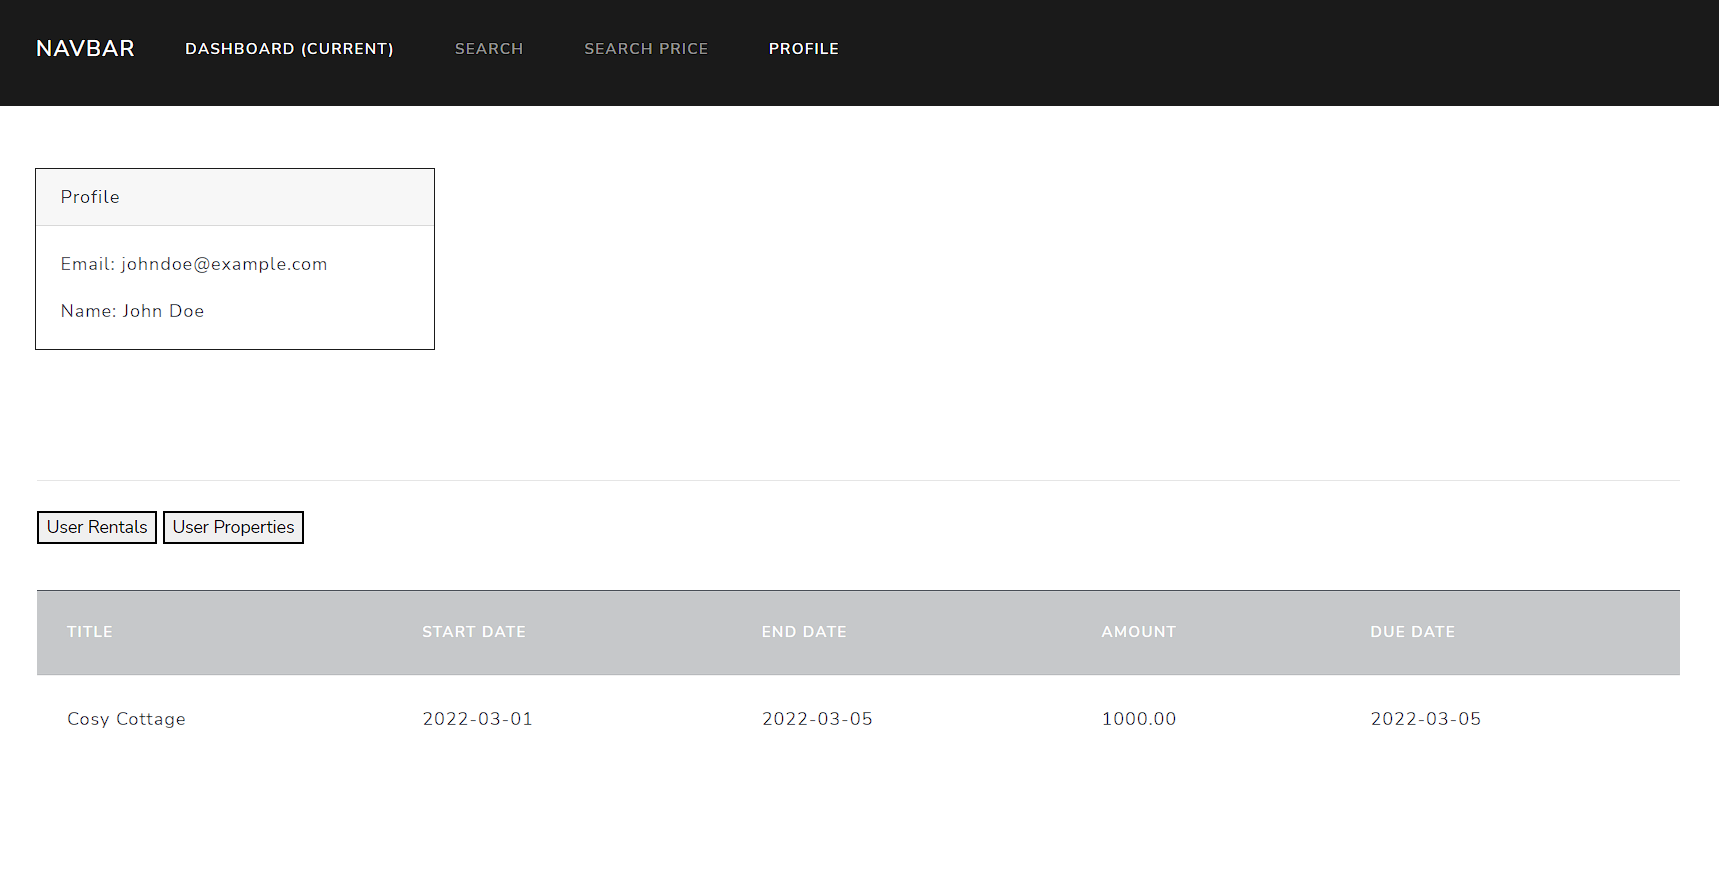 NAVBAR DASHBOARD (CURRENT) SEARCH SEARCH PRICE PROFILE
Profile
Email: johndoe@example.com
Name: John Doe
User Rentals User Properties
TITLE START DATE END DATE AMOUNT DUE DATE
Cosy Cottage 2022-03-01 2022-03-05 1000.00 2022-03-05